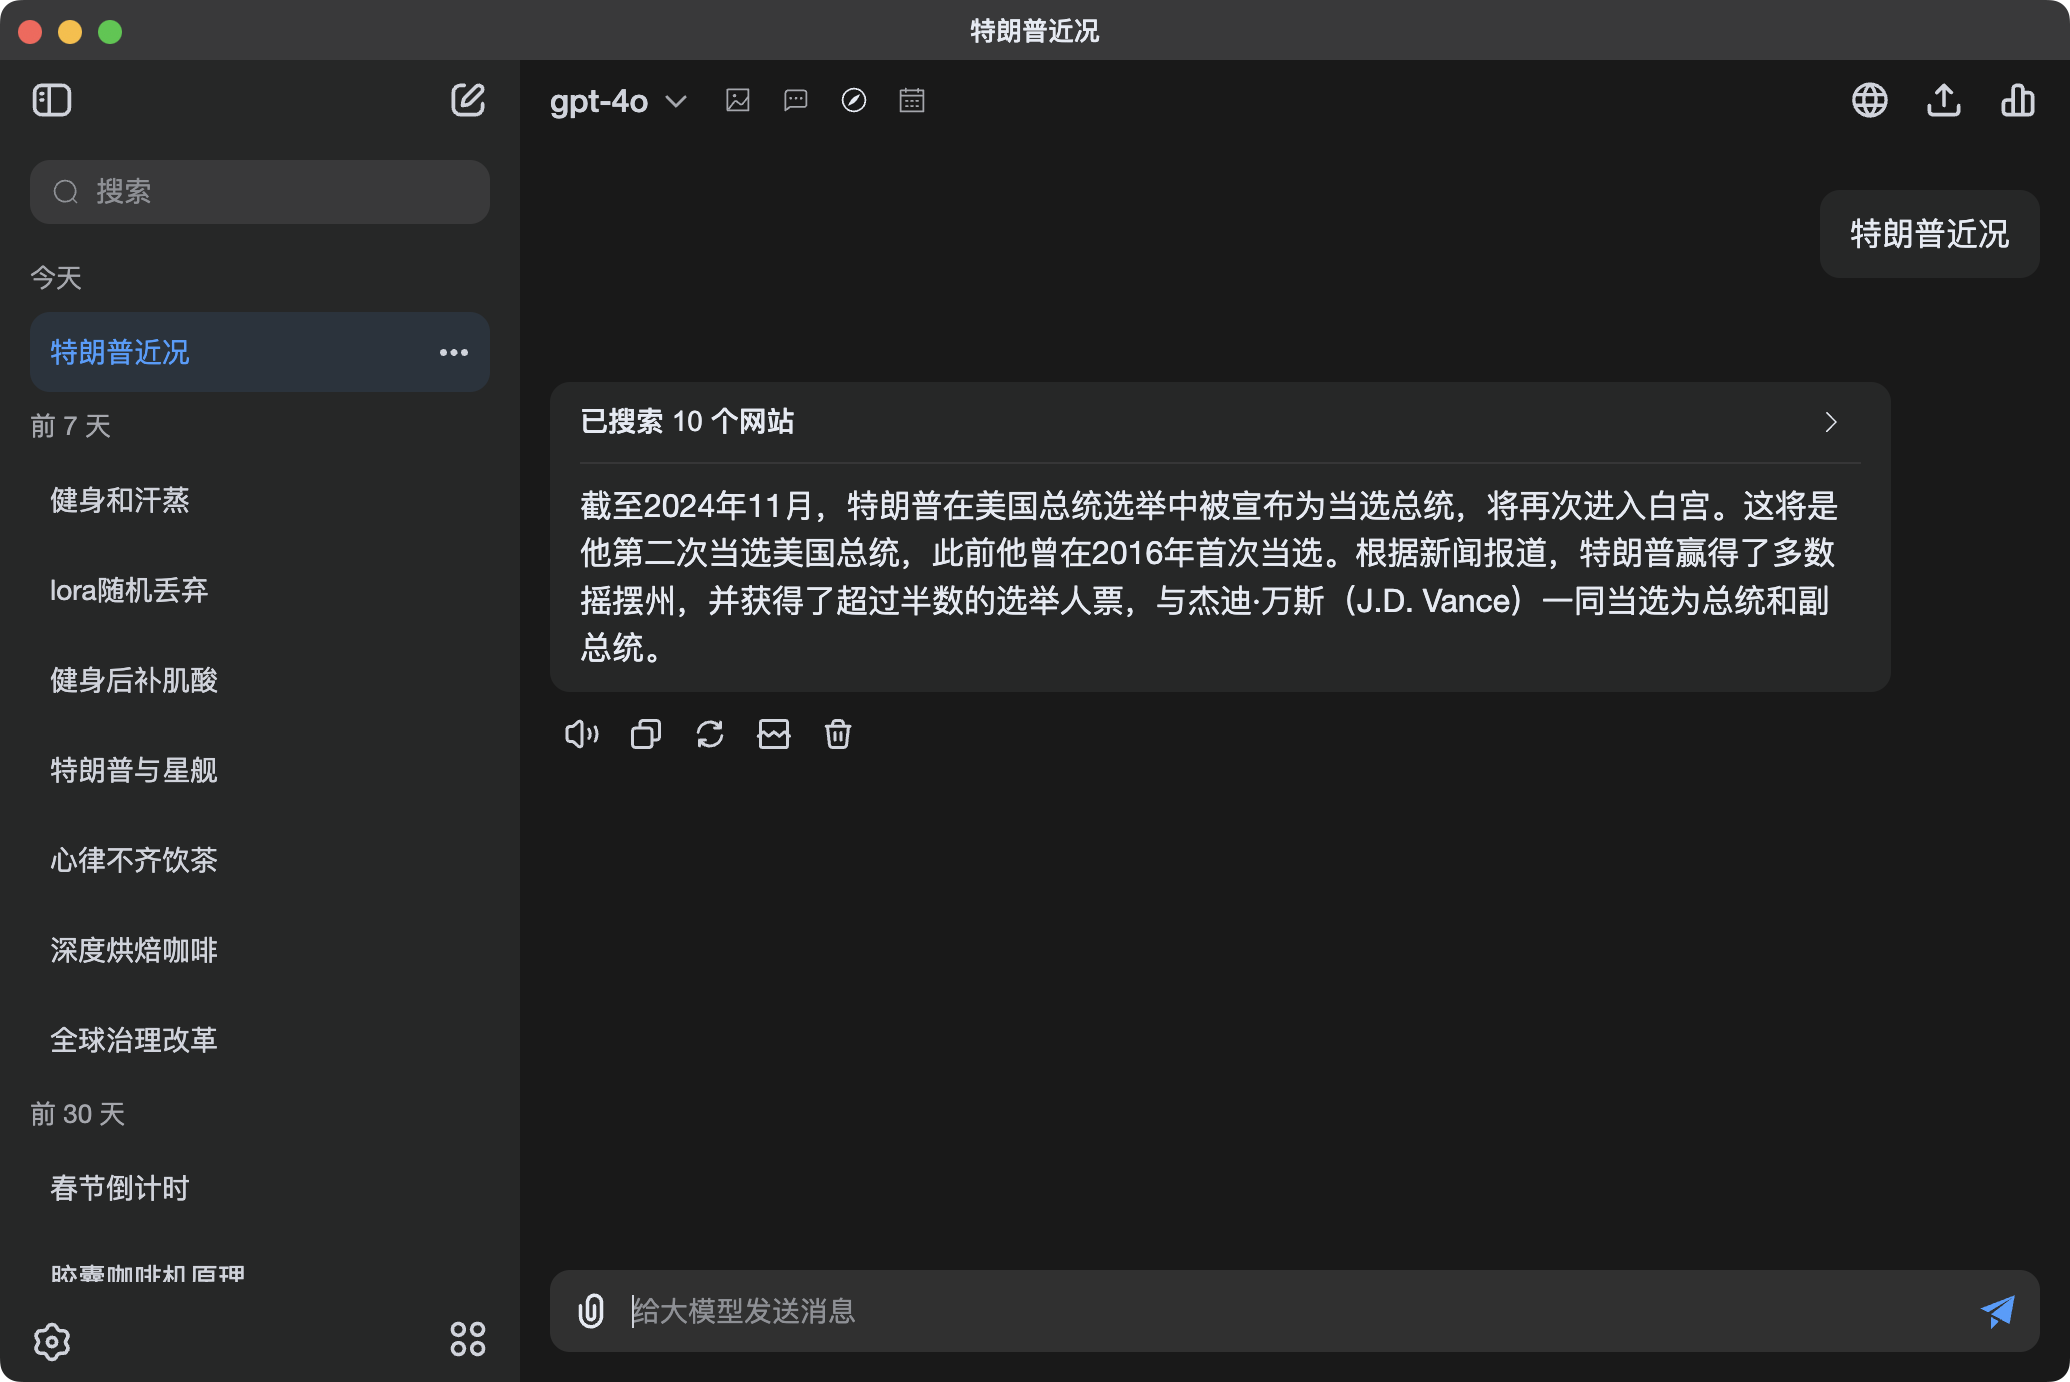 特朗普近况
搜索
今天
特朗普近况
前 7 天
健身和汗蒸
lora随机丢弃
健身后补肌酸
特朗普与星舰
心律不齐饮茶
深度烘焙咖啡
全球治理改革
前 30 天
春节倒计时
胶囊咖啡机原理
gpt-4o
特朗普近况
已搜索 10 个网站
截至2024年11月，特朗普在美国总统选举中被宣布为当选总统，将再次进入白宫。这将是
他第二次当选美国总统，此前他曾在2016年首次当选。根据新闻报道，特朗普赢得了多数
摇摆州，并获得了超过半数的选举人票，与杰迪·万斯（J.D. Vance）一同当选为总统和副
总统。
给大模型发送消息